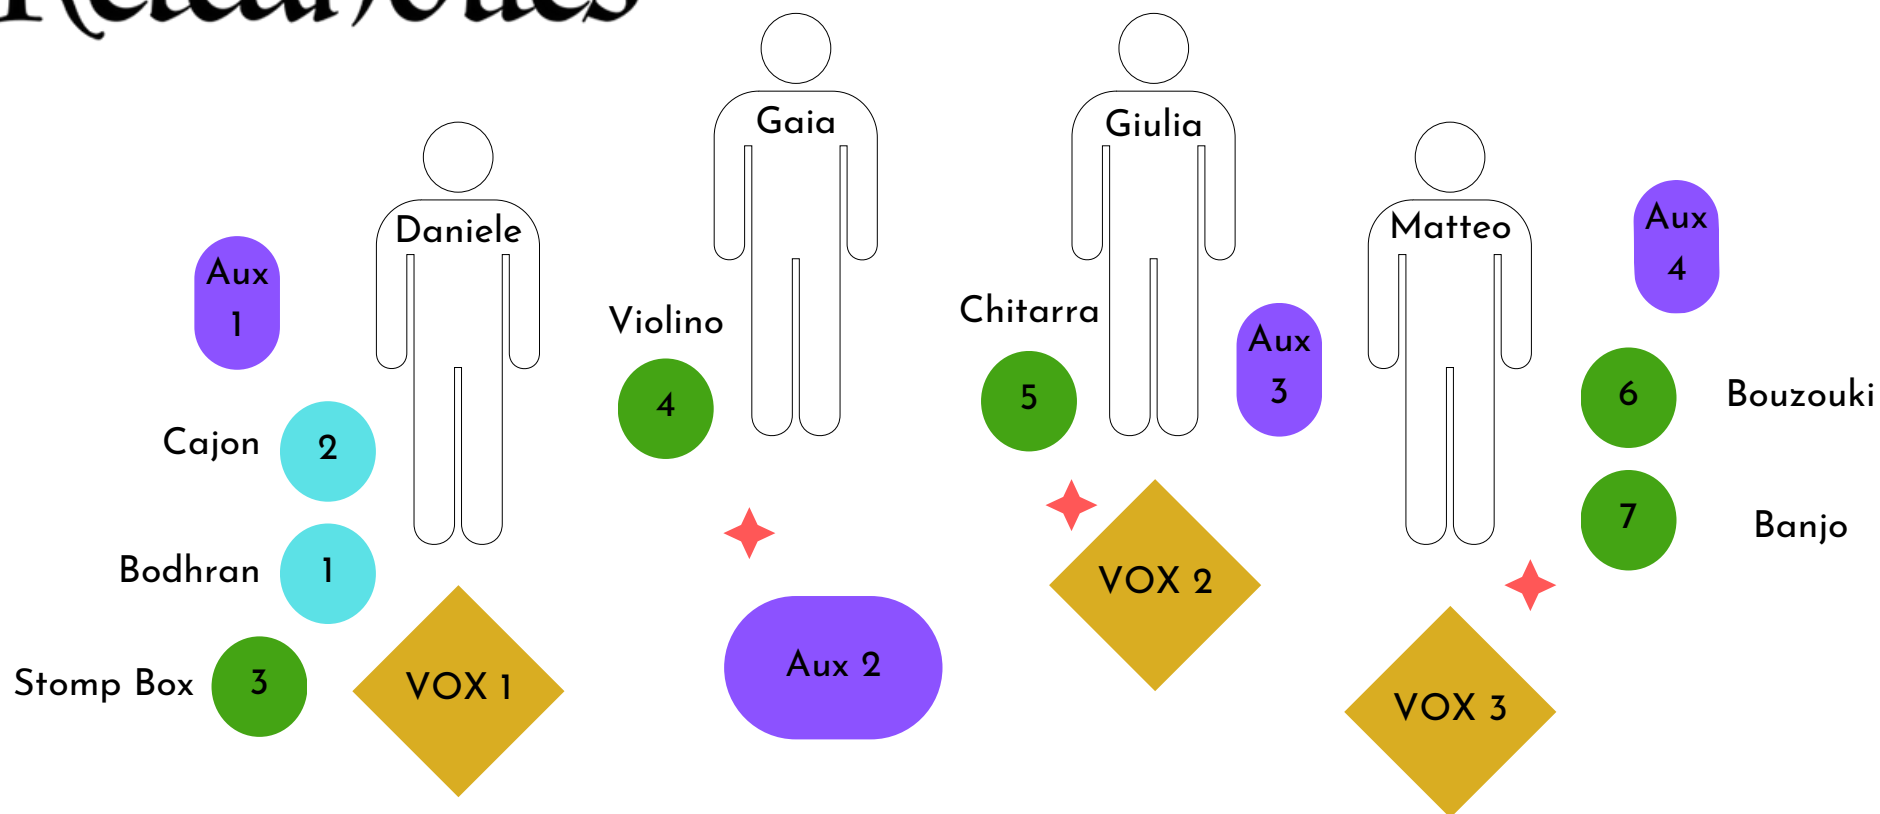 Gaia
Giulia
Daniele
Matteo
Aux
1
Aux
4
Violino
4
Chitarra
5
Aux
3
6
Bouzouki
Cajon
2
7
Banjo
Bodhran
1
VOX 2
Aux 2
Stomp Box
3
VOX 1
VOX 3